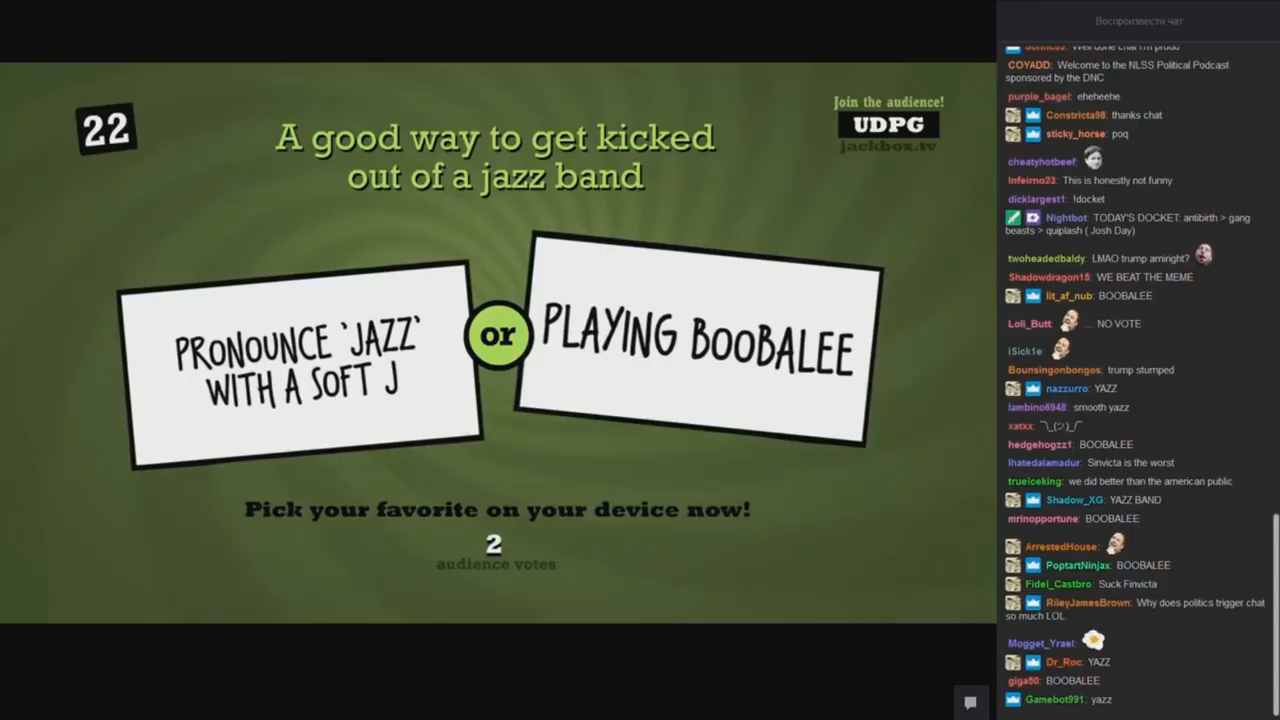 22
A good way to get kicked
out of a jazz band
Join the audience!
UDPG
jackbox.tv
PRONOUNCE 'JAZZ'
WITH A SOFT J
or
PLAYING BOOBALEE
Pick your favorite on your device now!
2
audience votes
Воспроизвести чат
Well done chat I'm proud
COYADD: Welcome to the NLSS Political Podcast
sponsored by the DNC
purple_bagel: eheheehe
Constricta98: thanks chat
sticky_horse: poq
cheatyhotbeef:
Infeirno23: This is honestly not funny
dicklargest1: !docket
Nightbot: TODAY'S DOCKET: antibirth > gang
beasts > quiplash ( Josh Day)
twoheadedbaldy: LMAO trump amiright?
Shadowdragon15: WE BEAT THE MEME
lit_af_nub: BOOBALEE
Loli_Butt: .... NO VOTE
iSick1e:
Bounsingonbongos: trump stumped
nazzurro: YAZZ
lambino6948: smooth yazz
xatxx: ¯\_(ツ)_/¯
hedgehogzz1: BOOBALEE
Ihatedalamadur: Sinvicta is the worst
trueiceking: we did better than the american public
Shadow_XG: YAZZ BAND
mrinopportune: BOOBALEE
ArrestedHouse:
PoptartNinjax: BOOBALEE
Fidel_Castbro: Suck Finvicta
RileyJamesBrown: Why does politics trigger chat
so much LOL.
Mogget_Yrael:
Dr_Roc: YAZZ
giga50: BOOBALEE
Gamebot991: yazz